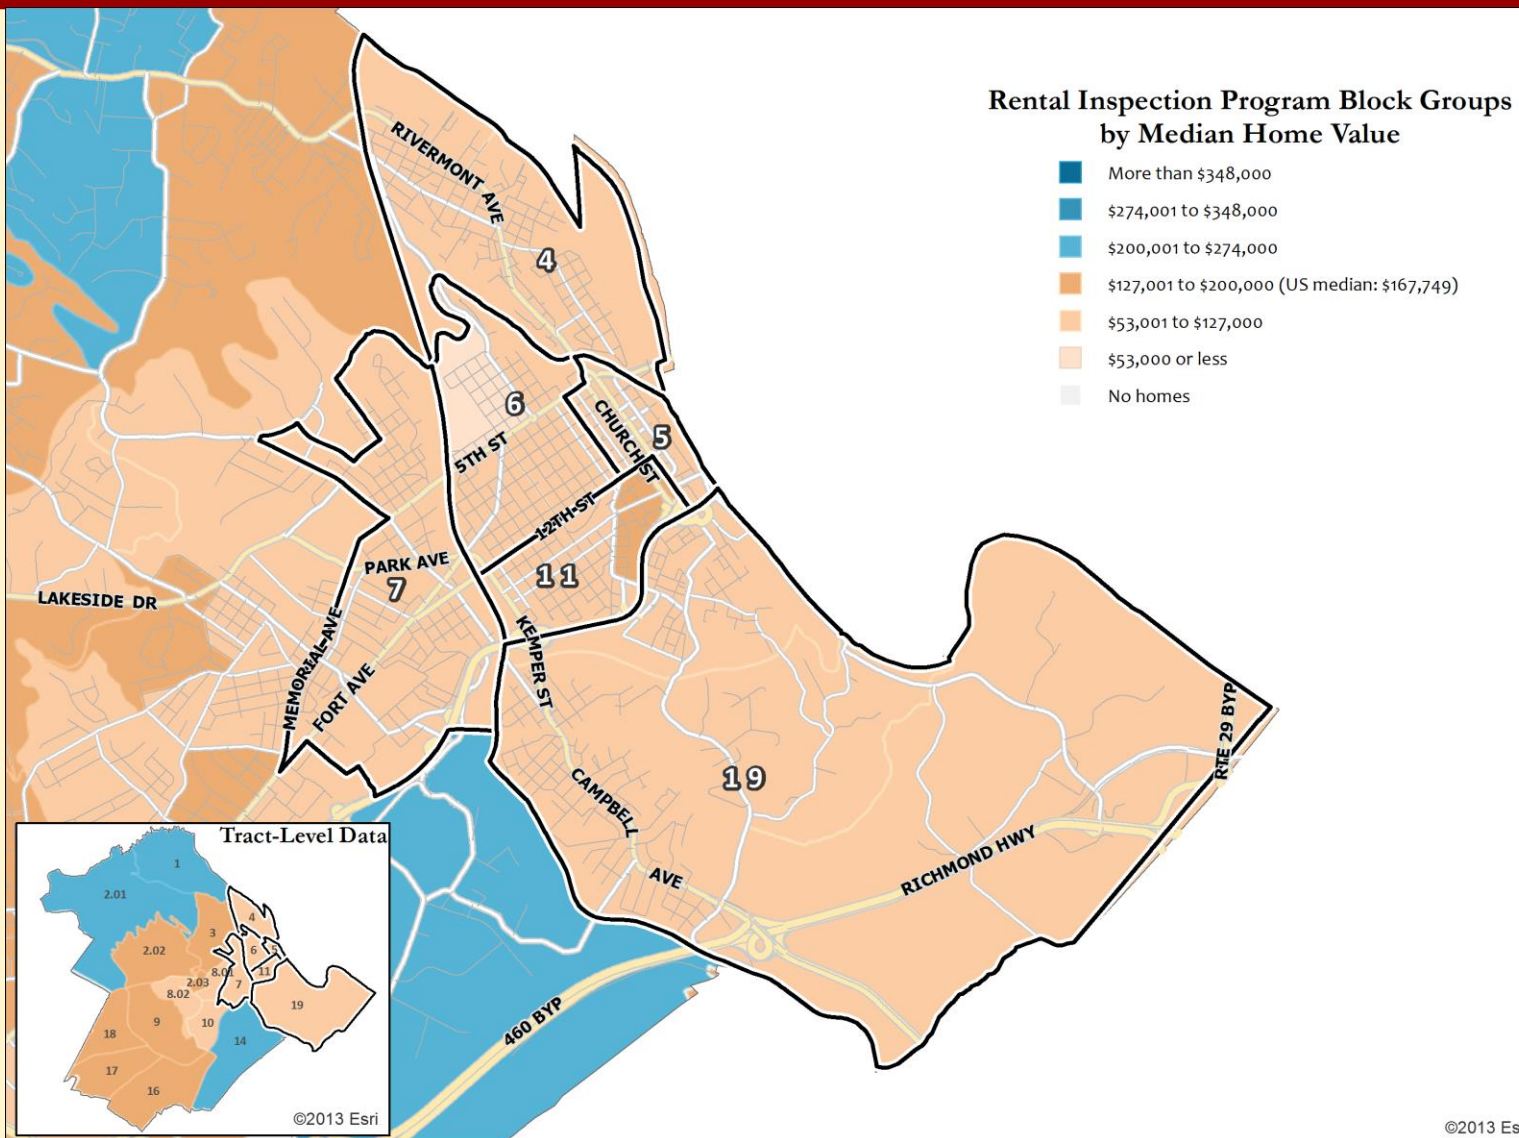 Rental Inspection Program Block Groups
by Median Home Value
More than $348,000
$274,001 to $348,000
$200,001 to $274,000
$127,001 to $200,000 (US median: $167,749)
$53,001 to $127,000
$53,000 or less
No homes
RIVERMONT AVE
4
6
CHURCH ST
5
5TH ST
12TH ST
PARK AVE
7
11
LAKESIDE DR
MEMORIAL AVE
FORT AVE
KEMPER ST
RTE 29 BYP
19
CAMPBELL
AVE
RICHMOND HWY
460 BYP
Tract-Level Data
1
2.01
4
3
2.02
6
5
8.01
11
2.03
7
8.02
19
9
10
18
14
17
16
©2013 Esri
©2013 Es